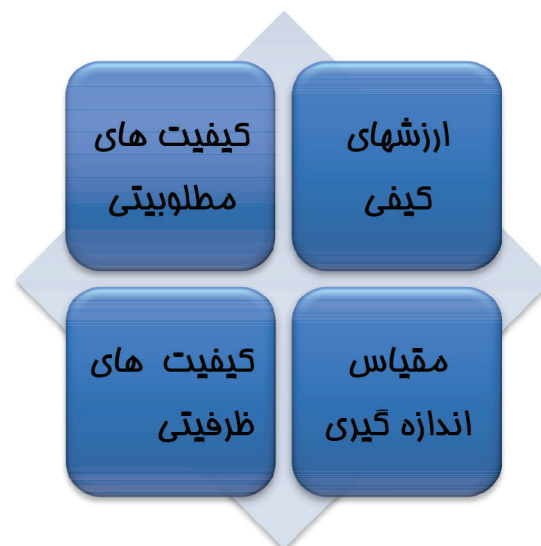 ارزشهای
کیفی
کیفیت های
مطلوبیتی
مقیاس
اندازه گیری
کیفیت های
ظرفیتی